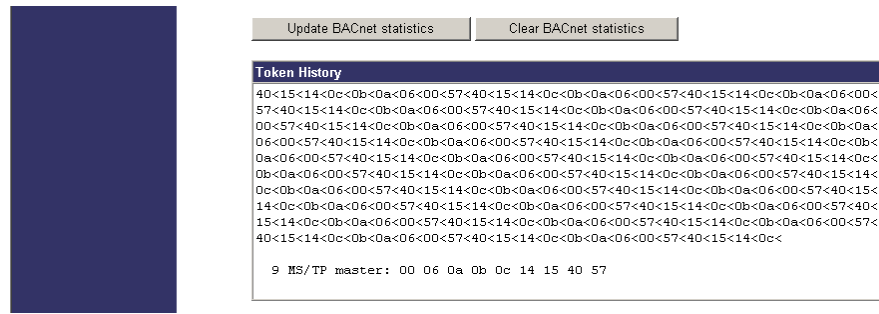 Update BACnet statistics
Clear BACnet statistics
Token History
40<15<14<0c<0b<0a<06<00<57<40<15<14<0c<0b<0a<06<00<57<40<15<14<0c<0b<0a<06<00<
57<40<15<14<0c<0b<0a<06<00<57<40<15<14<0c<0b<0a<06<00<57<40<15<14<0c<0b<0a<06<
00<57<40<15<14<0c<0b<0a<06<00<57<40<15<14<0c<0b<0a<06<00<57<40<15<14<0c<0b<0a<
06<00<57<40<15<14<0c<0b<0a<06<00<57<40<15<14<0c<0b<0a<06<00<57<40<15<14<0c<0b<
0a<06<00<57<40<15<14<0c<0b<0a<06<00<57<40<15<14<0c<0b<0a<06<00<57<40<15<14<0c<
0b<0a<06<00<57<40<15<14<0c<0b<0a<06<00<57<40<15<14<0c<0b<0a<06<00<57<40<15<14<
0c<0b<0a<06<00<57<40<15<14<0c<0b<0a<06<00<57<40<15<14<0c<0b<0a<06<00<57<40<15<
14<0c<0b<0a<06<00<57<40<15<14<0c<0b<0a<06<00<57<40<15<14<0c<0b<0a<06<00<57<40<
15<14<0c<0b<0a<06<00<57<40<15<14<0c<0b<0a<06<00<57<40<15<14<0c<0b<0a<06<00<57<
40<15<14<0c<0b<0a<06<00<57<40<15<14<0c<0b<0a<06<00<57<40<15<14<0c<
9 MS/TP master: 00 06 0a 0b 0c 14 15 40 57